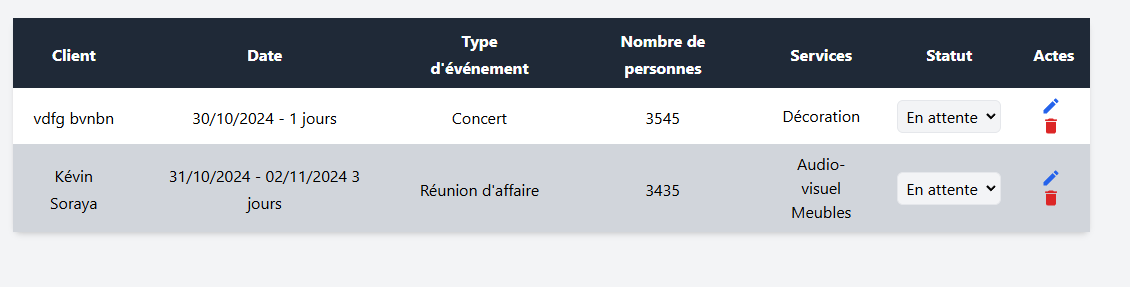 Client Date Type d'événement Nombre de personnes Services Statut Actes
vdfg bvnbn 30/10/2024 - 1 jours Concert 3545 Décoration En attente
Kévin Soraya 31/10/2024 - 02/11/2024 3 jours Réunion d'affaire 3435 Audio-visuel Meubles En attente